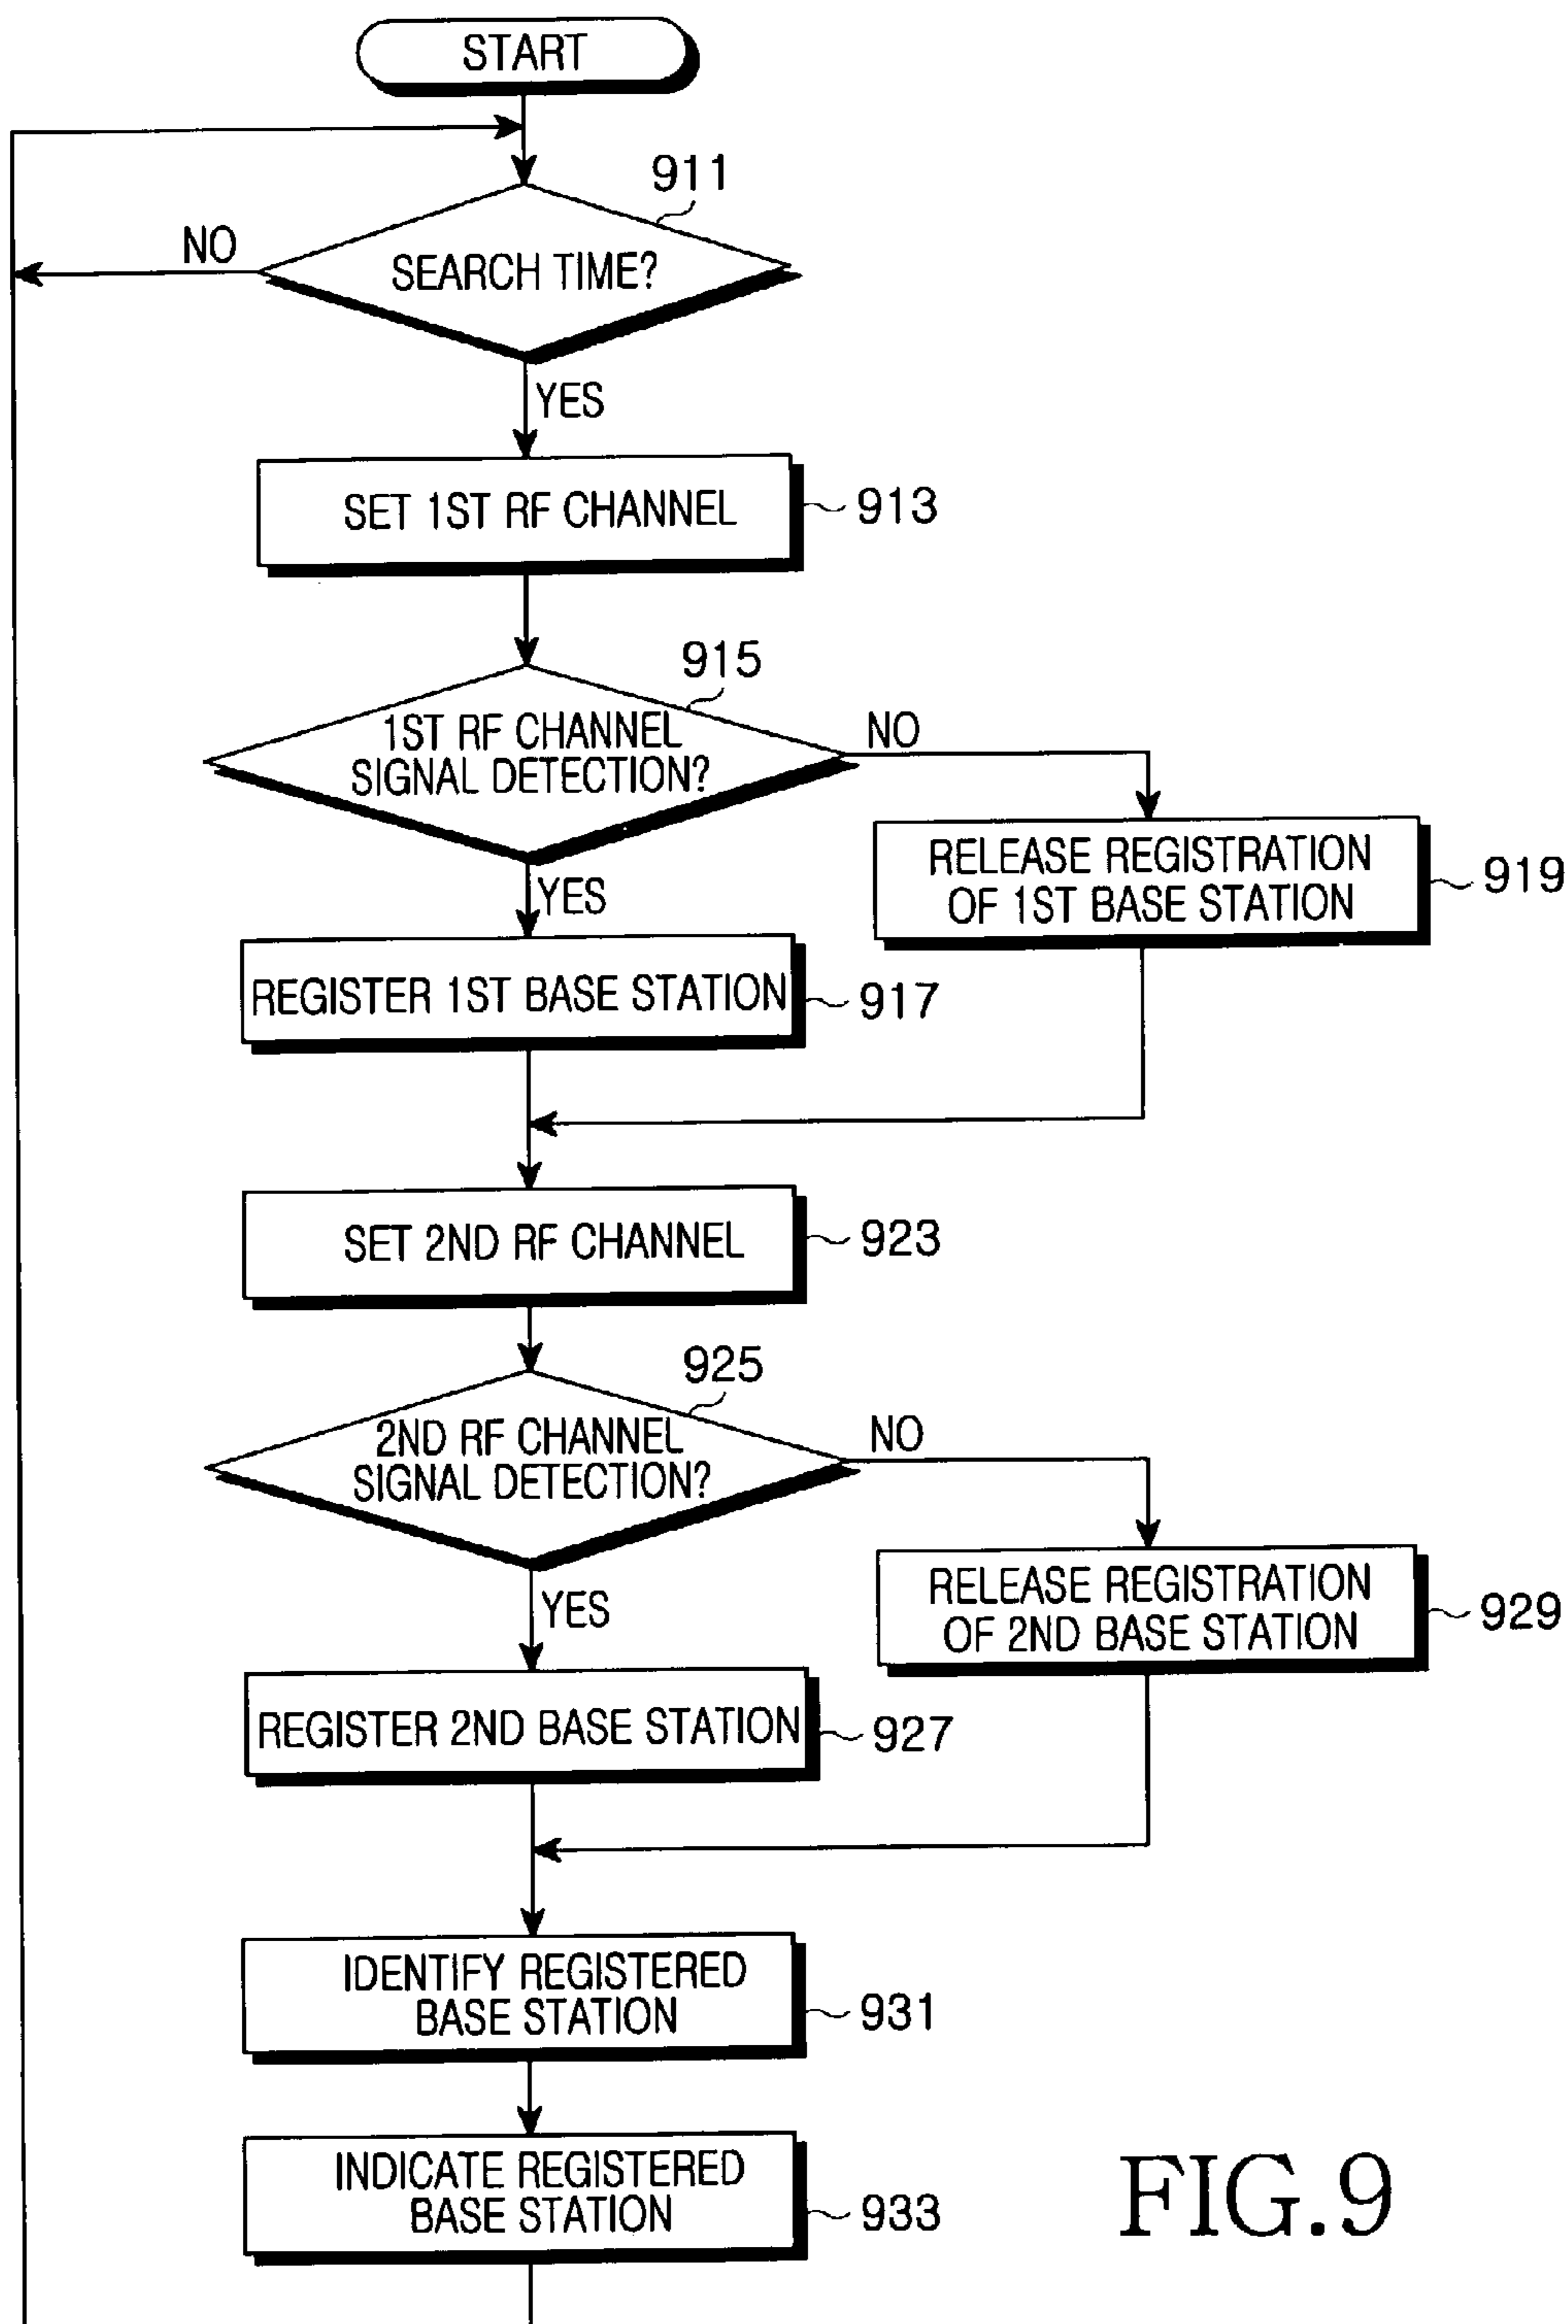 START
911
NO
SEARCH TIME?
YES
SET 1ST RF CHANNEL
913
915
1ST RF CHANNEL
SIGNAL DETECTION?
NO
YES
RELEASE REGISTRATION
OF 1ST BASE STATION
919
REGISTER 1ST BASE STATION
917
SET 2ND RF CHANNEL
923
925
2ND RF CHANNEL
SIGNAL DETECTION?
NO
YES
RELEASE REGISTRATION
OF 2ND BASE STATION
929
REGISTER 2ND BASE STATION
927
IDENTIFY REGISTERED
BASE STATION
931
INDICATE REGISTERED
BASE STATION
933
FIG.9